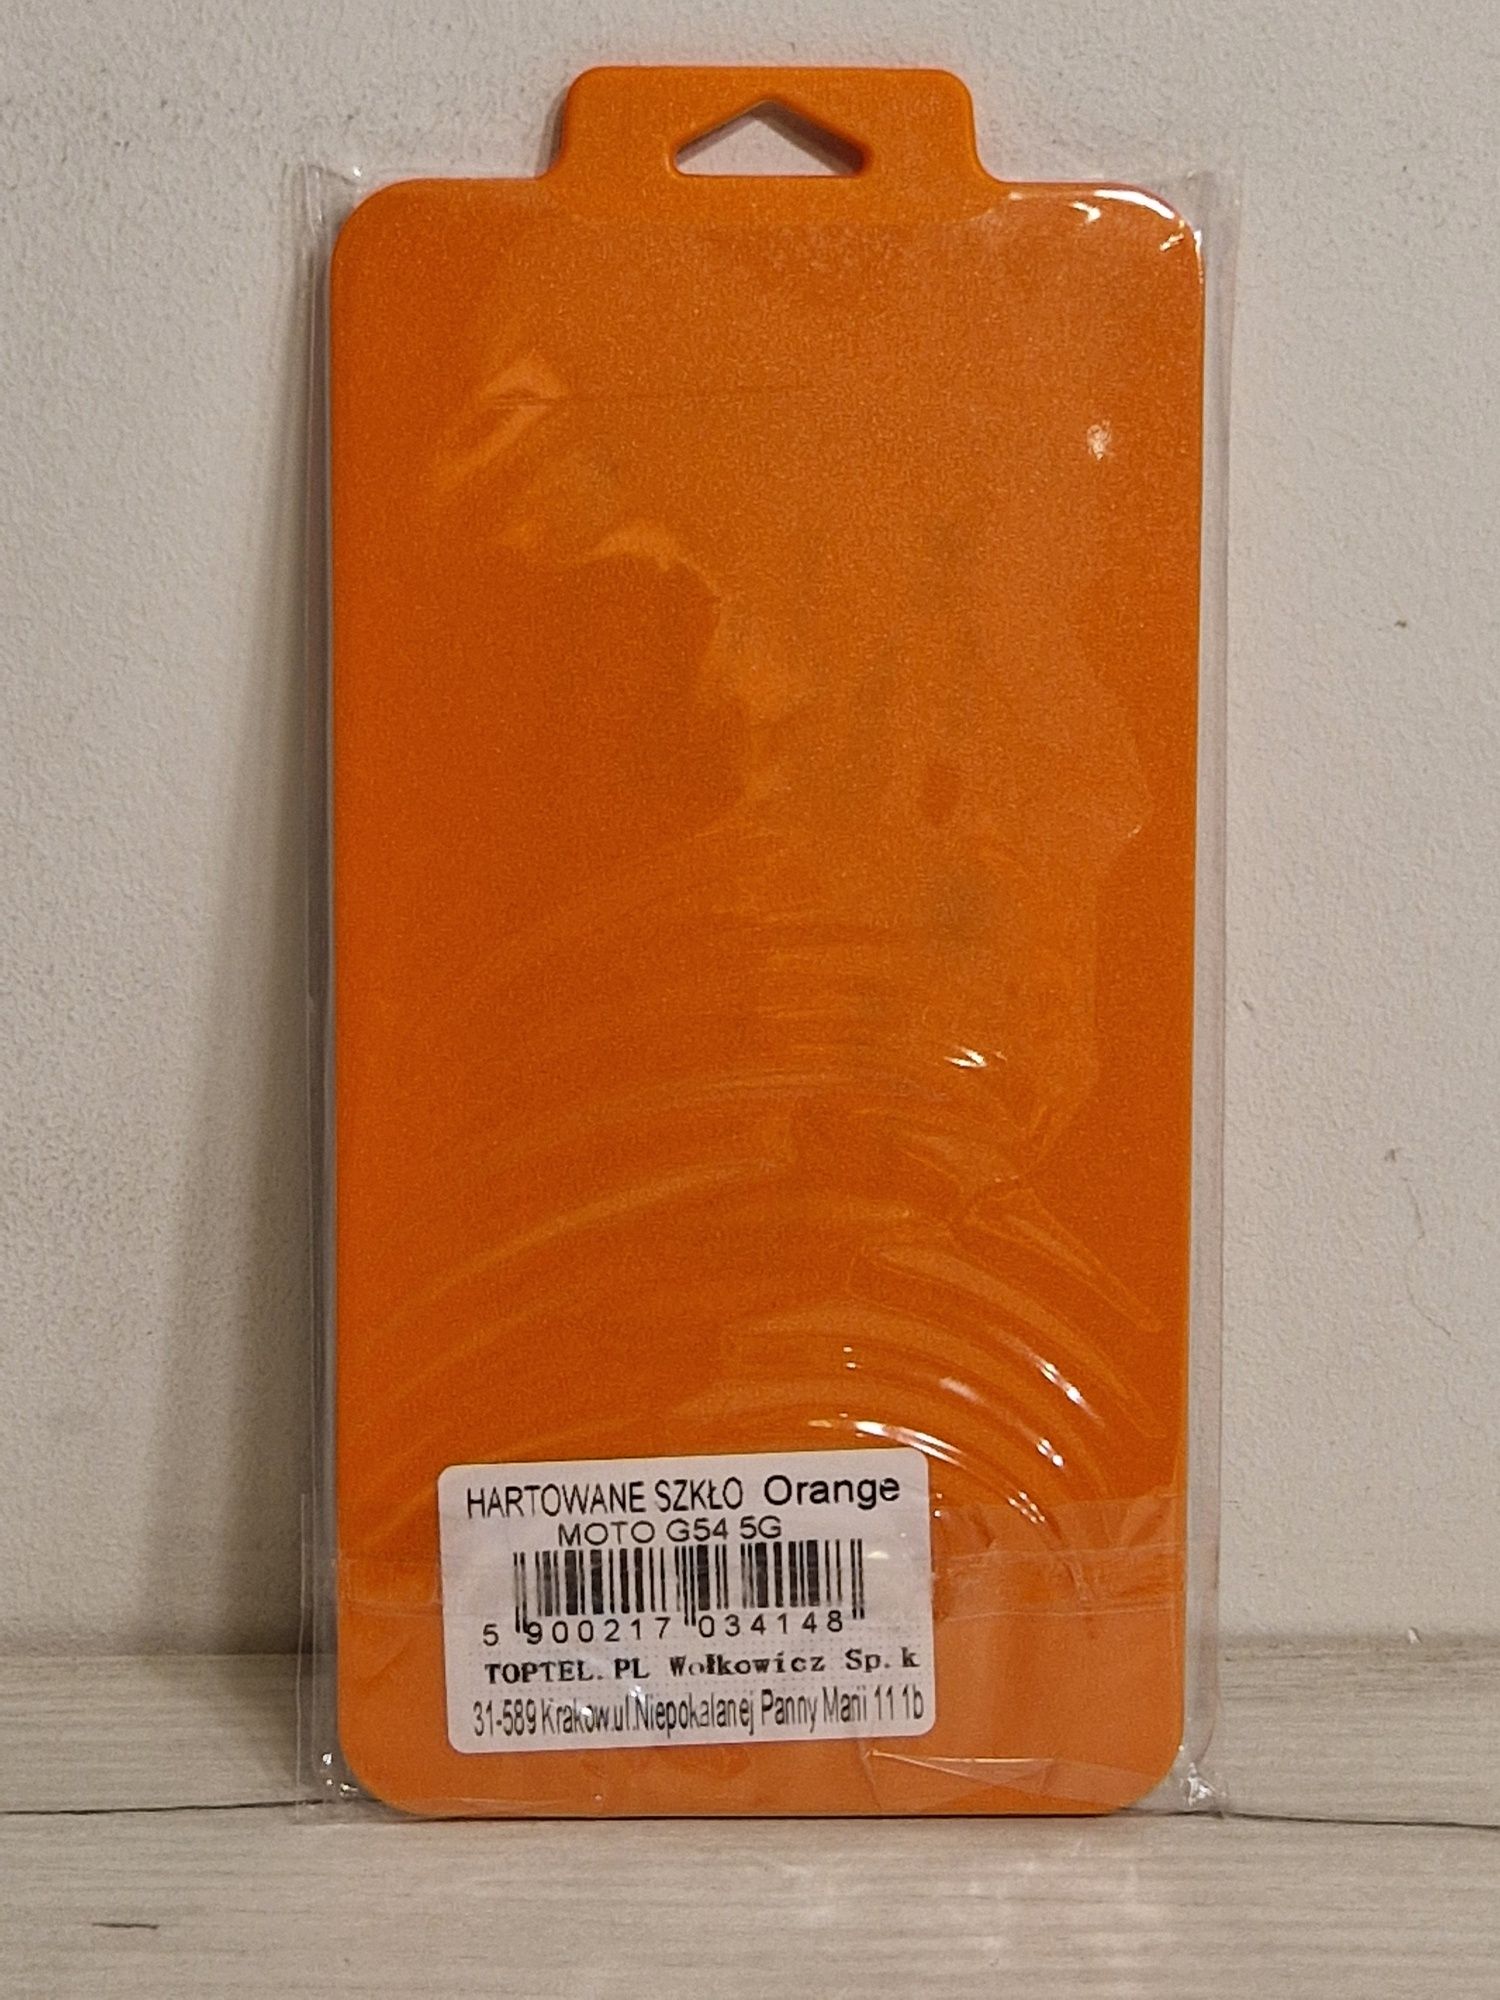 HARTOWANE SZKŁO Orange
MOTO G54 5G
5 900217 034148
TOPTEL.PL Wołkowicz Sp.k
31-589 Krakow.ul.Niepokalanej Panny Marii 11 1b